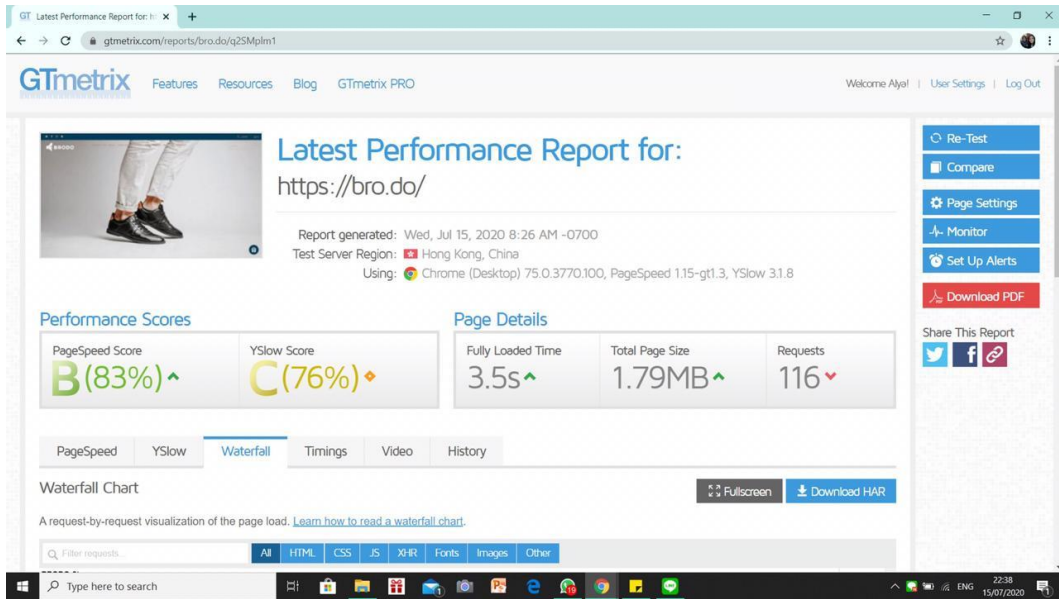 GT Latest Performance Report for: ht
gtmetrix.com/reports/bro.do/q2SMplm1
GTmetrix Features Resources Blog GTmetrix PRO Welcome Alya! | User Settings | Log Out
BRODO
Latest Performance Report for:
https://bro.do/
Report generated: Wed, Jul 15, 2020 8:26 AM -0700
Test Server Region: Hong Kong, China
Using: Chrome (Desktop) 75.0.3770.100, PageSpeed 1.15-gt1.3, YSlow 3.1.8
Re-Test
Compare
Page Settings
Monitor
Set Up Alerts
Download PDF
Share This Report
Performance Scores
PageSpeed Score YSlow Score
B (83%) C (76%)
Page Details
Fully Loaded Time Total Page Size Requests
3.5s 1.79MB 116
PageSpeed YSlow Waterfall Timings Video History
Waterfall Chart
Fullscreen Download HAR
A request-by-request visualization of the page load. Learn how to read a waterfall chart.
Filter requests... All HTML CSS JS XHR Fonts Images Other
Type here to search
ENG 22:38
15/07/2020